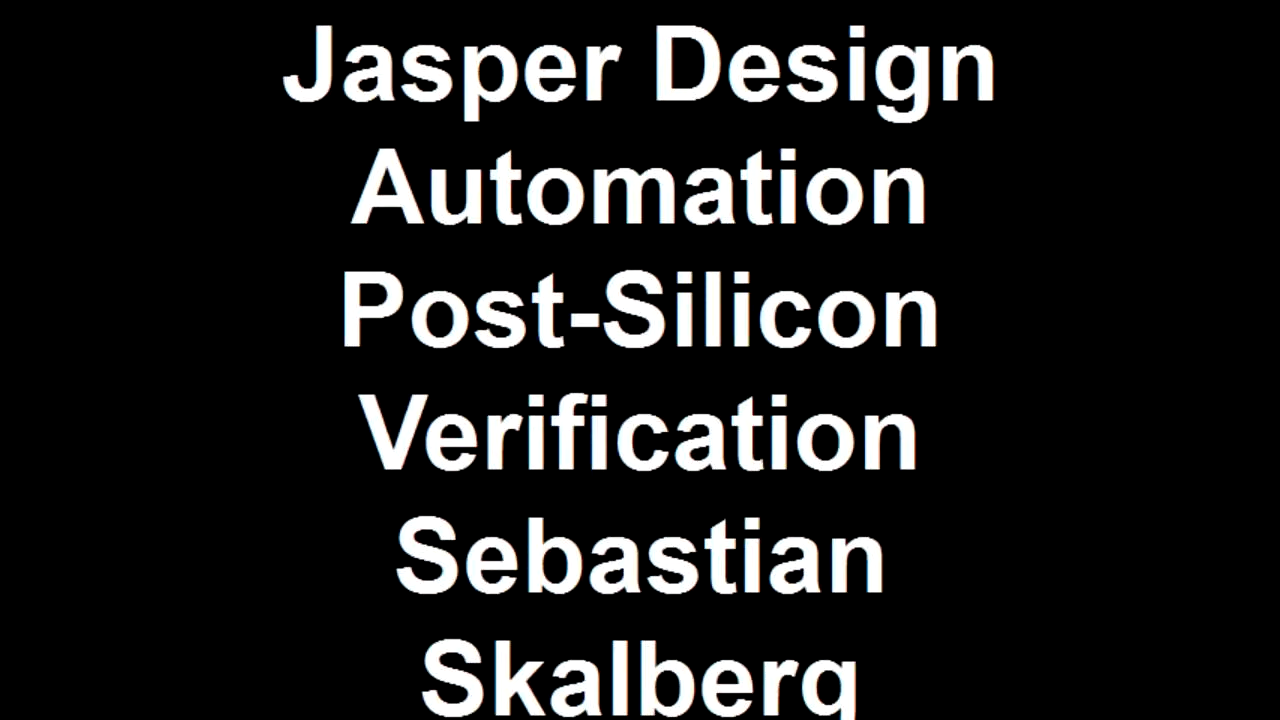 Jasper Design
Automation
Post-Silicon
Verification
Sebastian
Skalberg